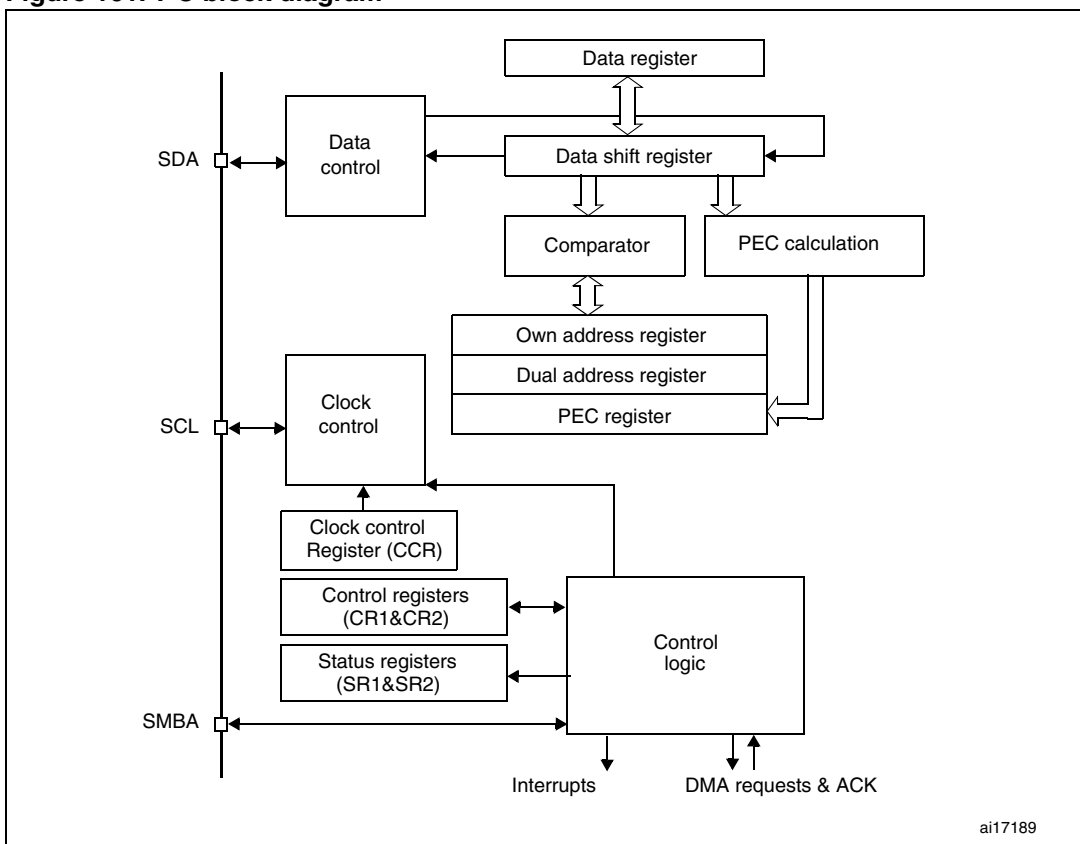 Data register
Data
control
SDA
Data shift register
Comparator
PEC calculation
Own address register
Dual address register
PEC register
Clock
control
SCL
Clock control
Register (CCR)
Control registers
(CR1&CR2)
Control
logic
Status registers
(SR1&SR2)
SMBA
Interrupts
DMA requests & ACK
ai17189